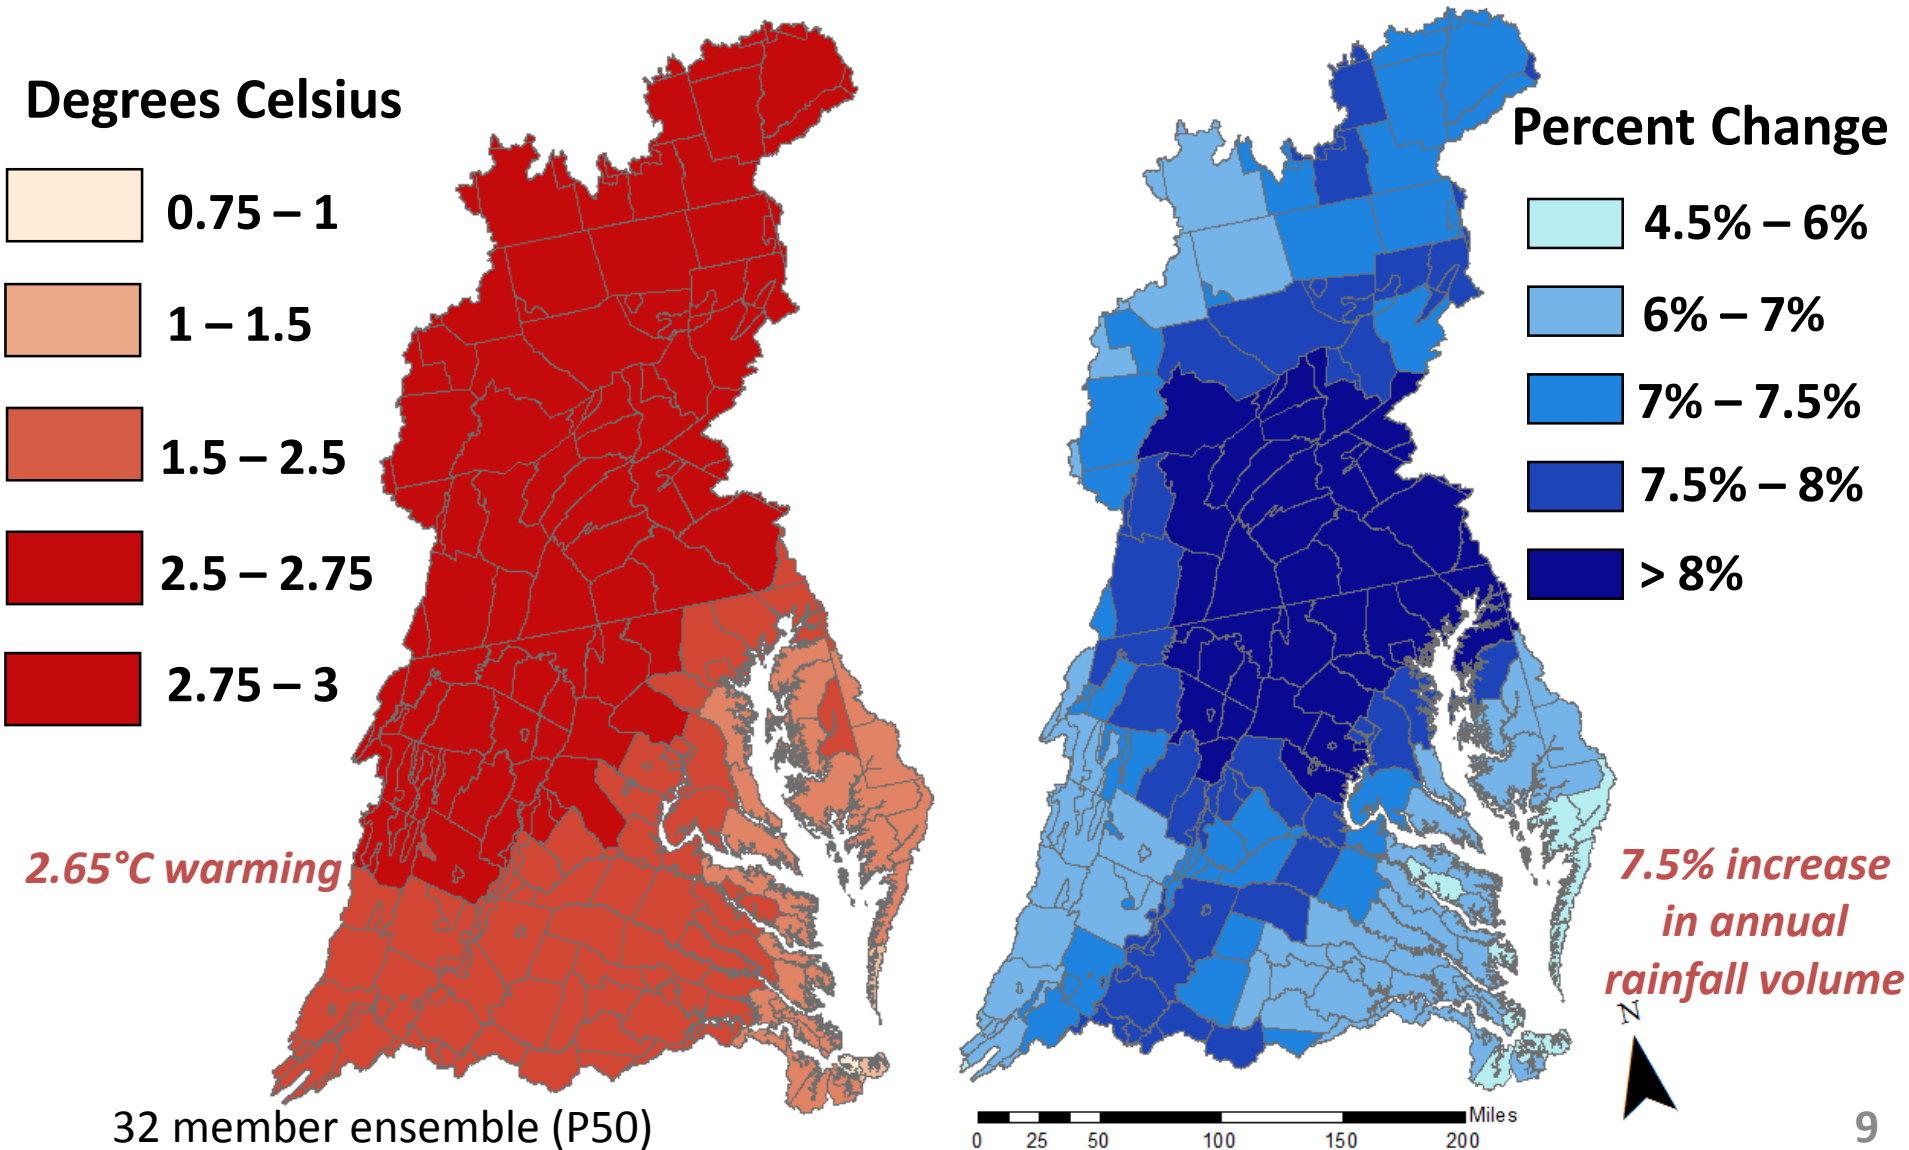 Degrees Celsius
0.75 – 1
1 – 1.5
1.5 – 2.5
2.5 – 2.75
2.75 – 3
2.65°C warming
32 member ensemble (P50)
Percent Change
4.5% – 6%
6% – 7%
7% – 7.5%
7.5% – 8%
> 8%
7.5% increase
in annual
rainfall volume
N
Miles
0 25 50 100 150 200
9